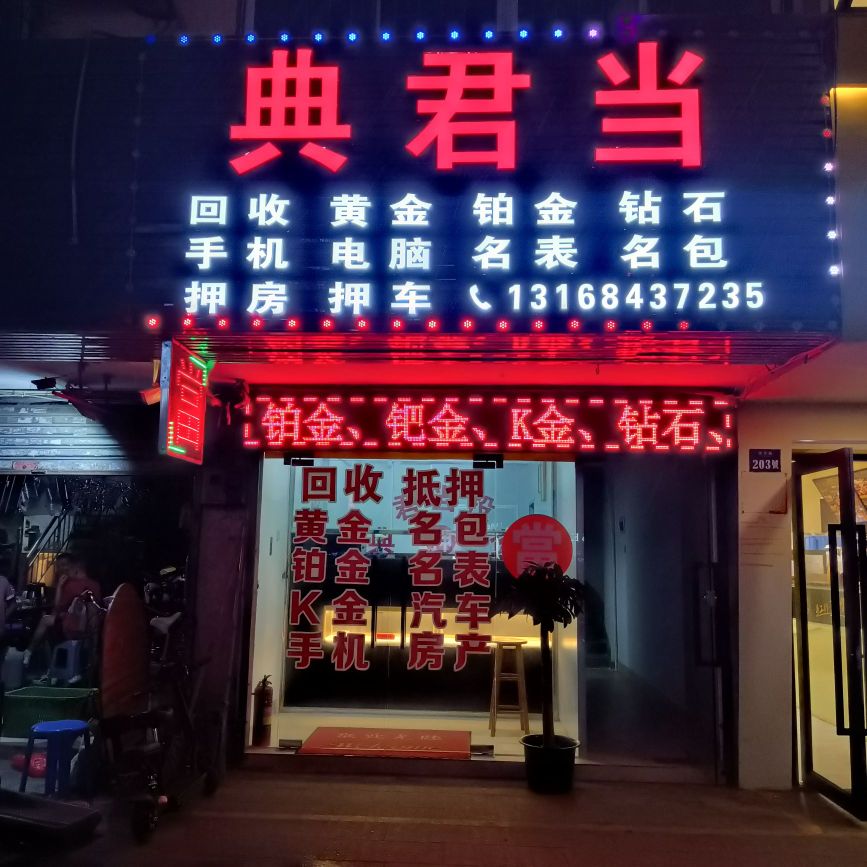 典君当
回收 黄金 铂金 钻石
手机 电脑 名表 名包
押房 押车 13168437235
铂金、钯金、K金、钻石、
203號
回收 抵押
黄金 名包
铂金 名表
K金 汽车
手机 房产
當